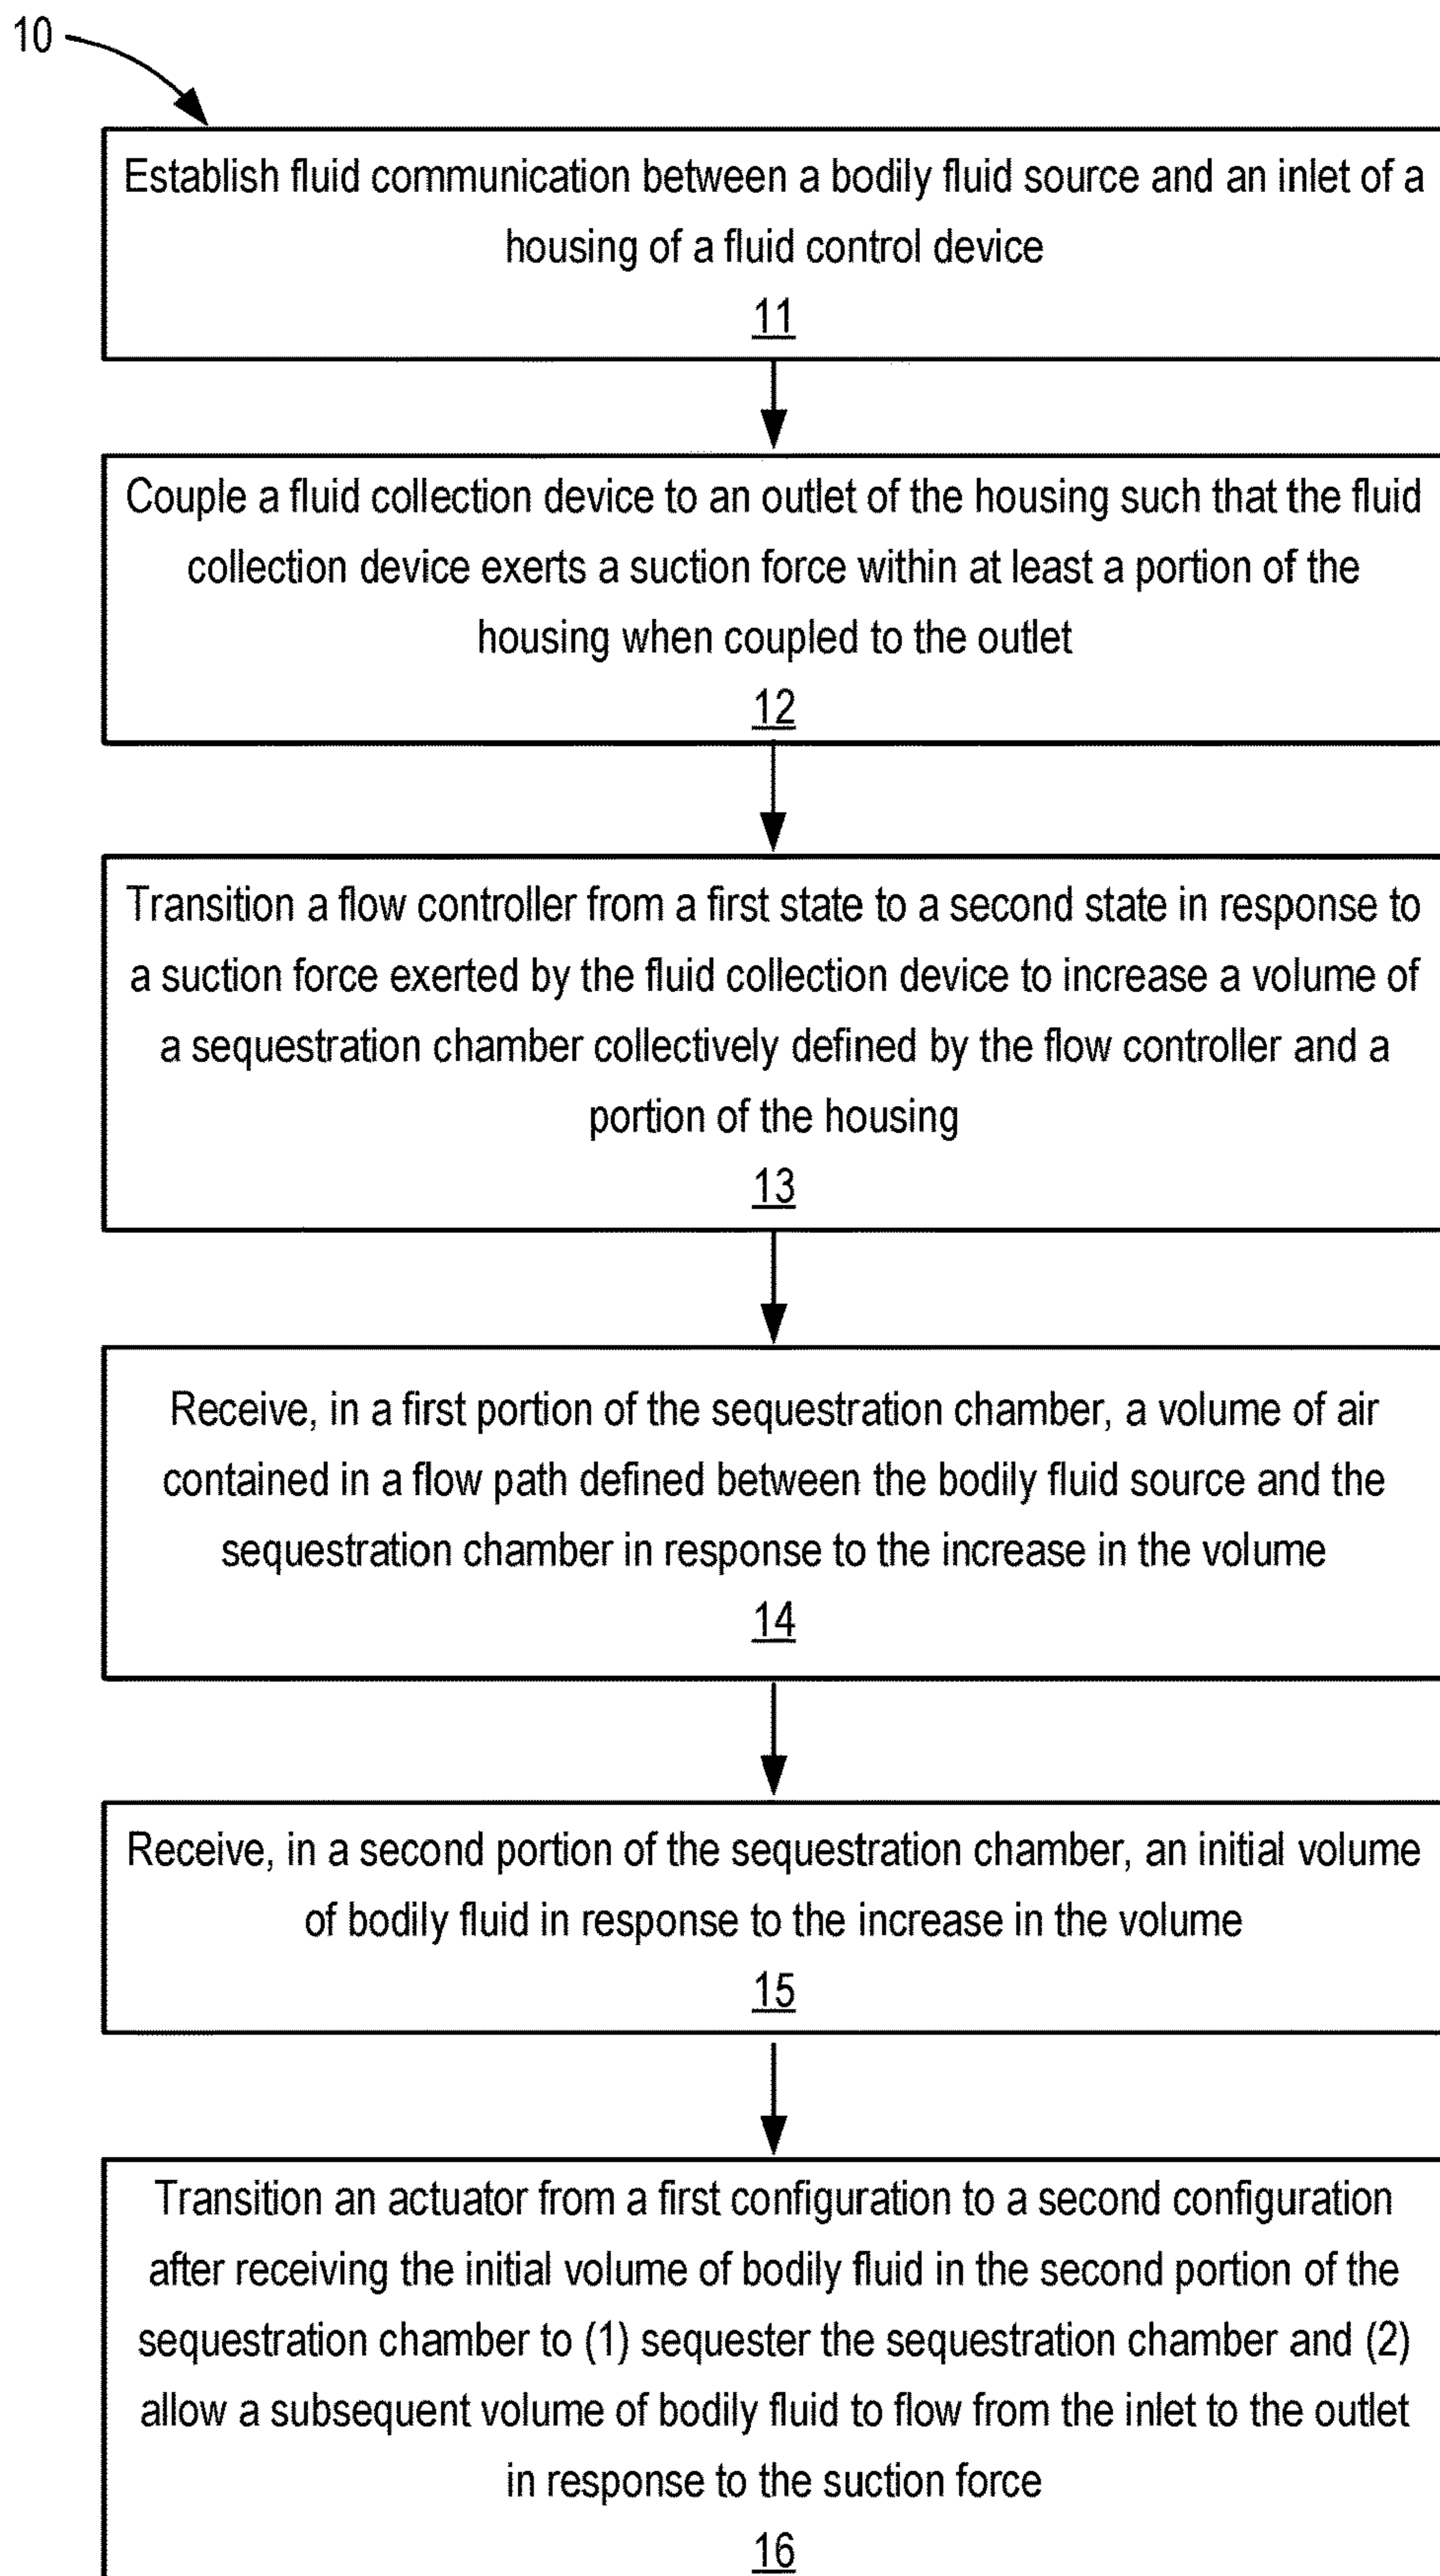 10
Establish fluid communication between a bodily fluid source and an inlet of a
housing of a fluid control device
11
Couple a fluid collection device to an outlet of the housing such that the fluid
collection device exerts a suction force within at least a portion of the
housing when coupled to the outlet
12
Transition a flow controller from a first state to a second state in response to
a suction force exerted by the fluid collection device to increase a volume of
a sequestration chamber collectively defined by the flow controller and a
portion of the housing
13
Receive, in a first portion of the sequestration chamber, a volume of air
contained in a flow path defined between the bodily fluid source and the
sequestration chamber in response to the increase in the volume
14
Receive, in a second portion of the sequestration chamber, an initial volume
of bodily fluid in response to the increase in the volume
15
Transition an actuator from a first configuration to a second configuration
after receiving the initial volume of bodily fluid in the second portion of the
sequestration chamber to (1) sequester the sequestration chamber and (2)
allow a subsequent volume of bodily fluid to flow from the inlet to the outlet
in response to the suction force
16